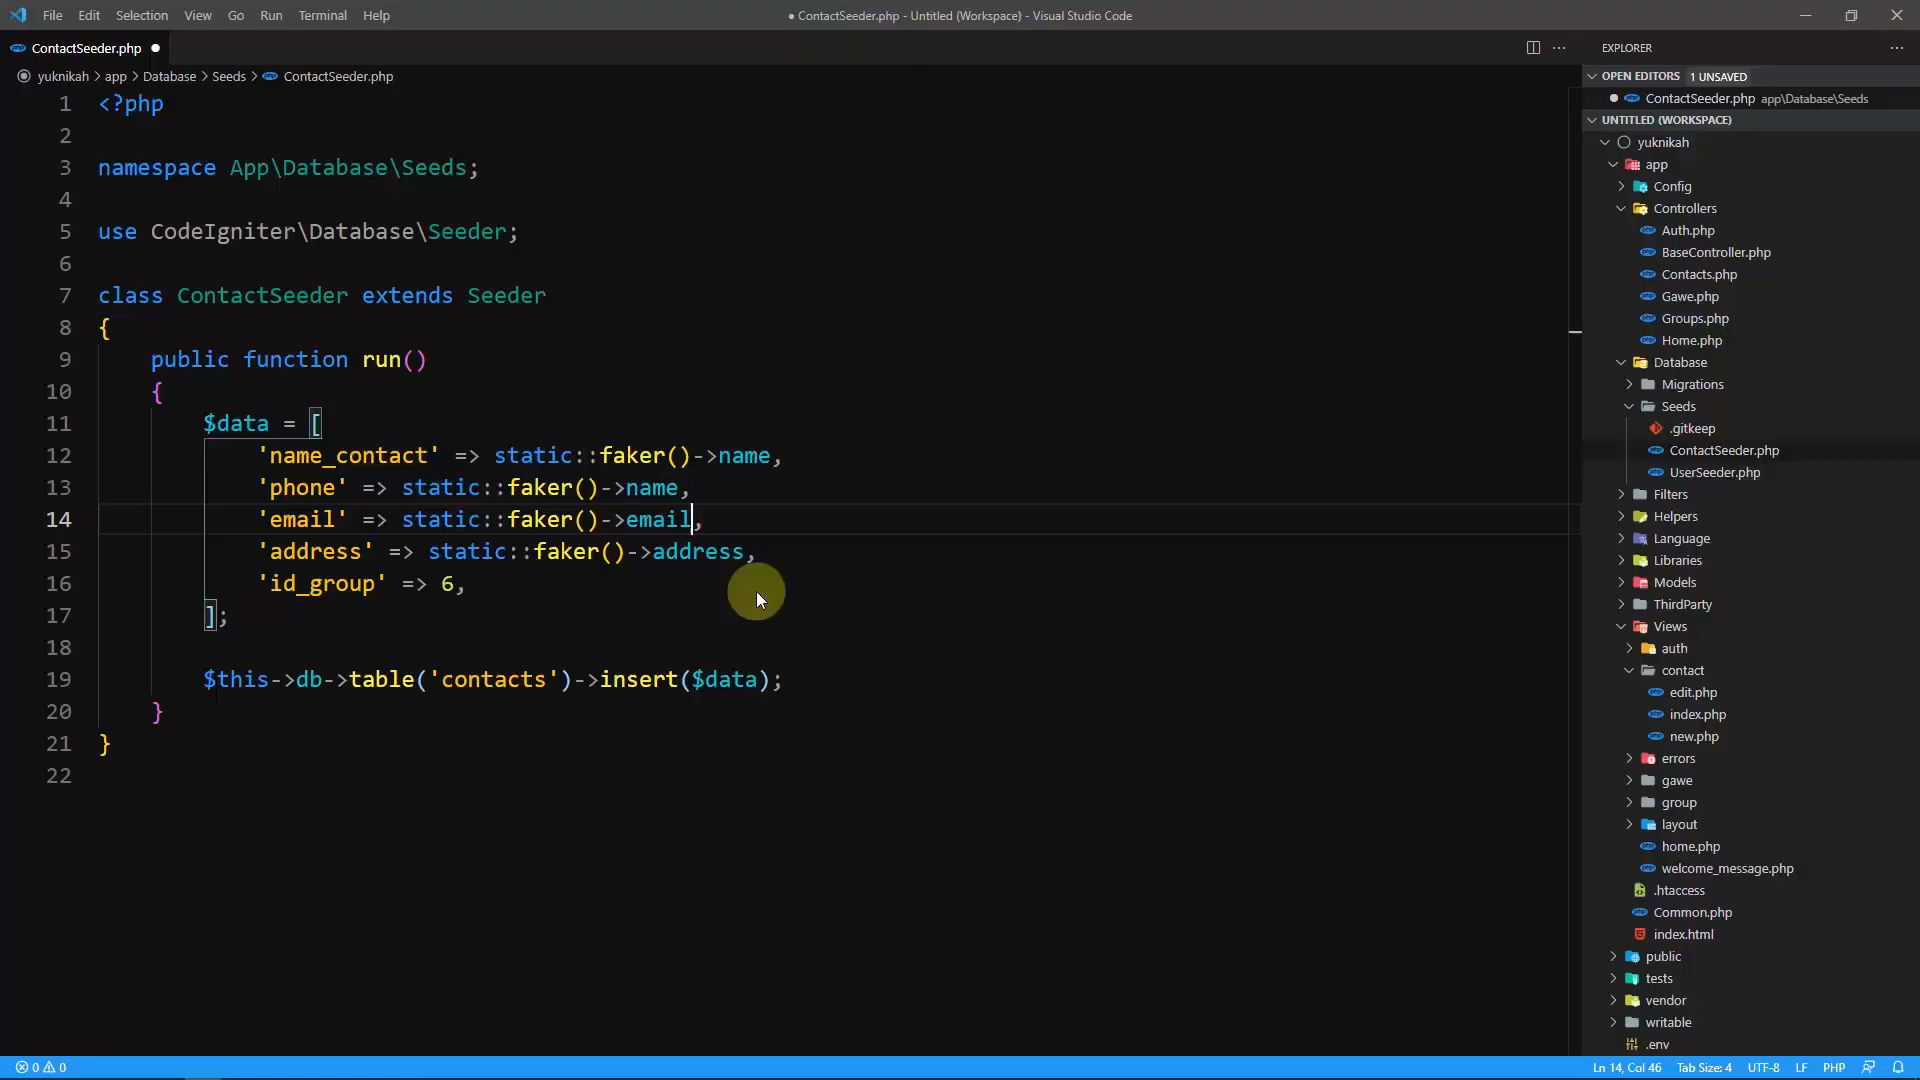 File Edit Selection View Go Run Terminal Help
● ContactSeeder.php - Untitled (Workspace) - Visual Studio Code
ContactSeeder.php ●
yuknikah > app > Database > Seeds > ContactSeeder.php
1 <?php
2
3 namespace App\Database\Seeds;
4
5 use CodeIgniter\Database\Seeder;
6
7 class ContactSeeder extends Seeder
8 {
9 public function run()
10 {
11 $data = [
12 'name_contact' => static::faker()->name,
13 'phone' => static::faker()->name,
14 'email' => static::faker()->email,
15 'address' => static::faker()->address,
16 'id_group' => 6,
17 ];
18
19 $this->db->table('contacts')->insert($data);
20 }
21 }
22
EXPLORER
OPEN EDITORS 1 UNSAVED
● ContactSeeder.php app\Database\Seeds
UNTITLED (WORKSPACE)
yuknikah
app
Config
Controllers
Auth.php
BaseController.php
Contacts.php
Gawe.php
Groups.php
Home.php
Database
Migrations
Seeds
.gitkeep
ContactSeeder.php
UserSeeder.php
Filters
Helpers
Language
Libraries
Models
ThirdParty
Views
auth
contact
edit.php
index.php
new.php
errors
gawe
group
layout
home.php
welcome_message.php
.htaccess
Common.php
index.html
public
tests
vendor
writable
.env
0 0
Ln 14, Col 46 Tab Size: 4 UTF-8 LF PHP